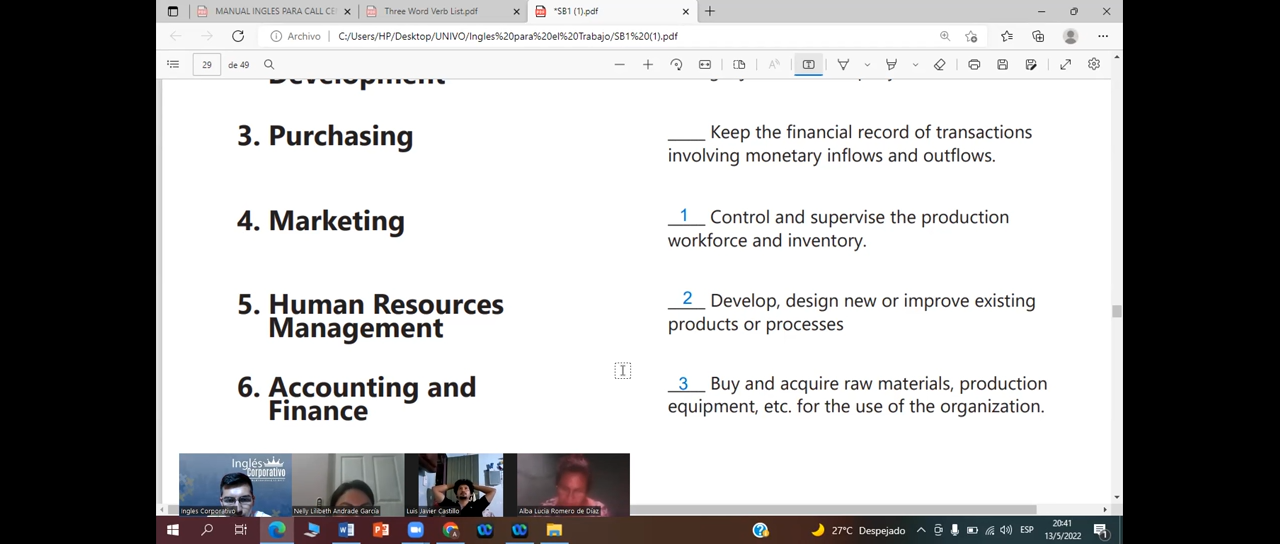 MANUAL INGLES PARA CALL CE
Three Word Verb List.pdf
*SB1 (1).pdf
Archivo
C:/Users/HP/Desktop/UNIVO/Ingles%20para%20el%20Trabajo/SB1%20(1).pdf
29 de 49
Development
3. Purchasing
____ Keep the financial record of transactions
involving monetary inflows and outflows.
4. Marketing
1 Control and supervise the production
workforce and inventory.
5. Human Resources
Management
2 Develop, design new or improve existing
products or processes
6. Accounting and
Finance
3 Buy and acquire raw materials, production
equipment, etc. for the use of the organization.
Inglés
Corporativo
Ingles Corporativo
Nelly Lilibeth Andrade García
Luis Javier Castillo
Alba Lucia Romero de Díaz
27°C Despejado
ESP
20:41
13/5/2022